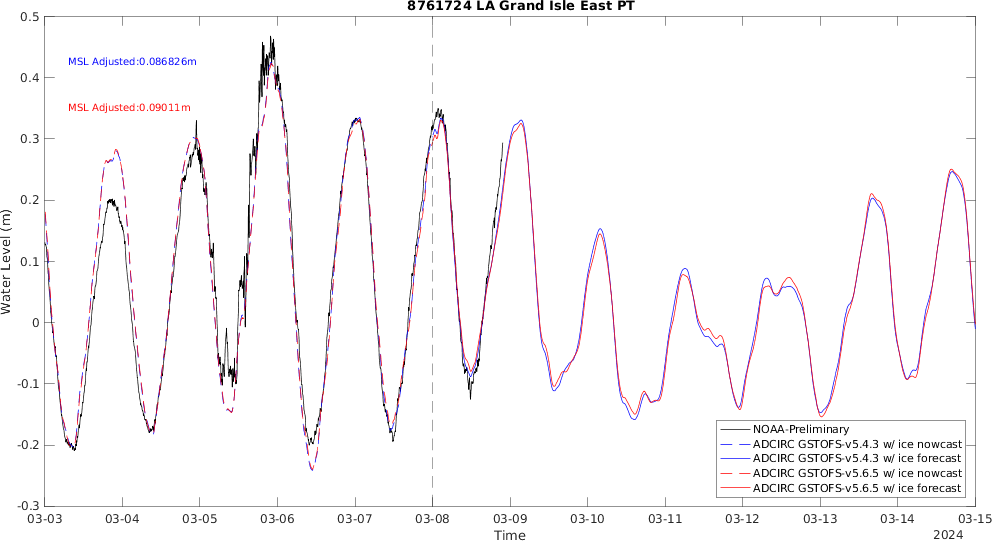 8761724 LA Grand Isle East PT
MSL Adjusted:0.086826m
MSL Adjusted:0.09011m
Water Level (m)
0.5
0.4
0.3
0.2
0.1
0
-0.1
-0.2
-0.3
NOAA-Preliminary
ADCIRC GSTOFS-v5.4.3 w/ ice nowcast
ADCIRC GSTOFS-v5.4.3 w/ ice forecast
ADCIRC GSTOFS-v5.6.5 w/ ice nowcast
ADCIRC GSTOFS-v5.6.5 w/ ice forecast
03-03 03-04 03-05 03-06 03-07 03-08 03-09 03-10 03-11 03-12 03-13 03-14 03-15
Time
2024